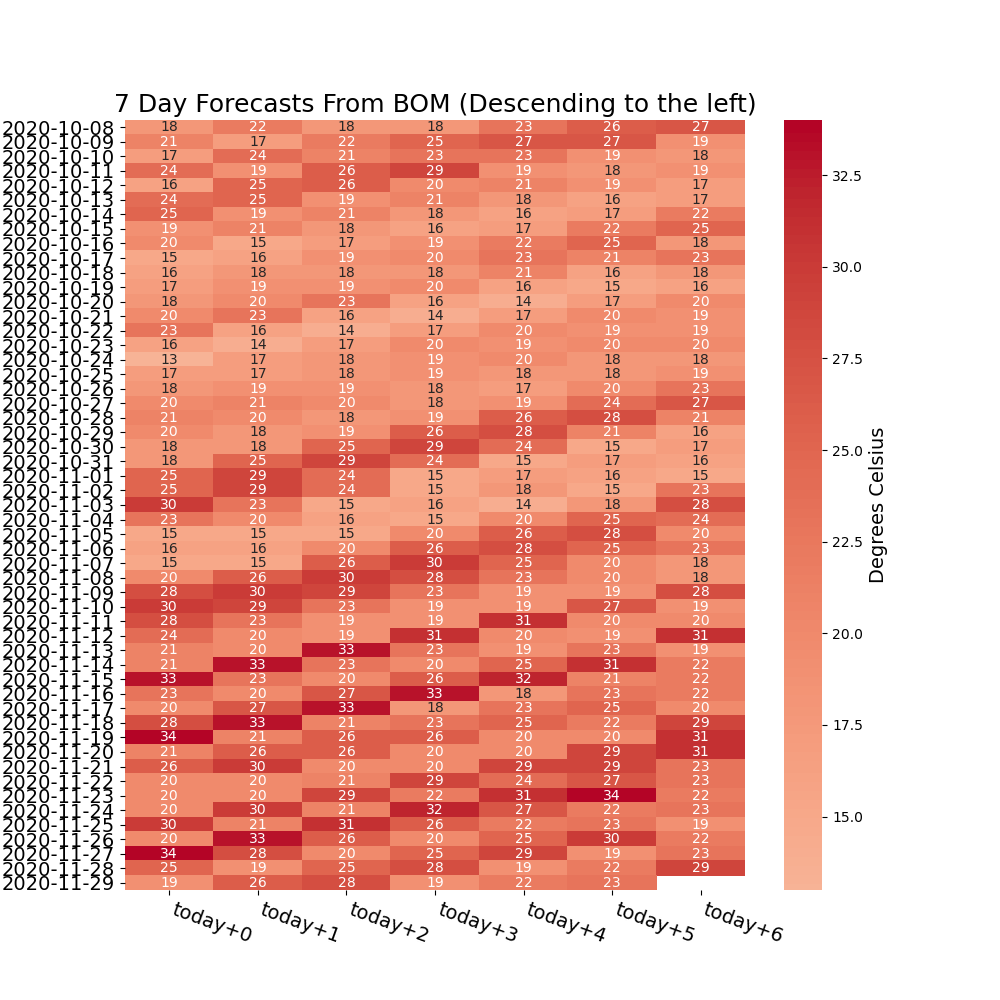 7 Day Forecasts From BOM (Descending to the left)
2020-10-08 18 22 18 18 23 26 27
2020-10-09 21 17 22 25 27 27 19
2020-10-10 17 24 21 23 23 19 18
2020-10-11 24 19 26 29 19 18 19
2020-10-12 16 25 26 20 21 19 17
2020-10-13 24 25 19 21 18 16 17
2020-10-14 25 19 21 18 16 17 22
2020-10-15 19 21 18 16 17 22 25
2020-10-16 20 15 17 19 22 25 18
2020-10-17 15 16 19 20 23 21 23
2020-10-18 16 18 18 18 21 16 18
2020-10-19 17 19 19 20 16 15 16
2020-10-20 18 20 23 16 14 17 20
2020-10-21 20 23 16 14 17 20 19
2020-10-22 23 16 14 17 20 19 19
2020-10-23 16 14 17 20 19 20 20
2020-10-24 13 17 18 19 20 18 18
2020-10-25 17 17 18 19 18 18 19
2020-10-26 18 19 19 18 17 20 23
2020-10-27 20 21 20 18 19 24 27
2020-10-28 21 20 18 19 26 28 21
2020-10-29 20 18 19 26 28 21 16
2020-10-30 18 18 25 29 24 15 17
2020-10-31 18 25 29 24 15 17 16
2020-11-01 25 29 24 15 17 16 15
2020-11-02 25 29 24 15 18 15 23
2020-11-03 30 23 15 16 14 18 28
2020-11-04 23 20 16 15 20 25 24
2020-11-05 15 15 15 20 26 28 20
2020-11-06 16 16 20 26 28 25 23
2020-11-07 15 15 26 30 25 20 18
2020-11-08 20 26 30 28 23 20 18
2020-11-09 28 30 29 23 19 19 28
2020-11-10 30 29 23 19 19 27 19
2020-11-11 28 23 19 19 31 20 20
2020-11-12 24 20 19 31 20 19 31
2020-11-13 21 20 33 23 19 23 19
2020-11-14 21 33 23 20 25 31 22
2020-11-15 33 23 20 26 32 21 22
2020-11-16 23 20 27 33 18 23 22
2020-11-17 20 27 33 18 23 25 20
2020-11-18 28 33 21 23 25 22 29
2020-11-19 34 21 26 26 20 20 31
2020-11-20 21 26 26 20 20 29 31
2020-11-21 26 30 20 20 29 29 23
2020-11-22 20 20 21 29 24 27 23
2020-11-23 20 20 29 22 31 34 22
2020-11-24 20 30 21 32 27 22 23
2020-11-25 30 21 31 26 22 23 19
2020-11-26 20 33 26 20 25 30 22
2020-11-27 34 28 20 25 29 19 23
2020-11-28 25 19 25 28 19 22 29
2020-11-29 19 26 28 19 22 23
today+0 today+1 today+2 today+3 today+4 today+5 today+6
32.5
30.0
27.5
25.0
22.5
20.0
17.5
15.0
Degrees Celsius